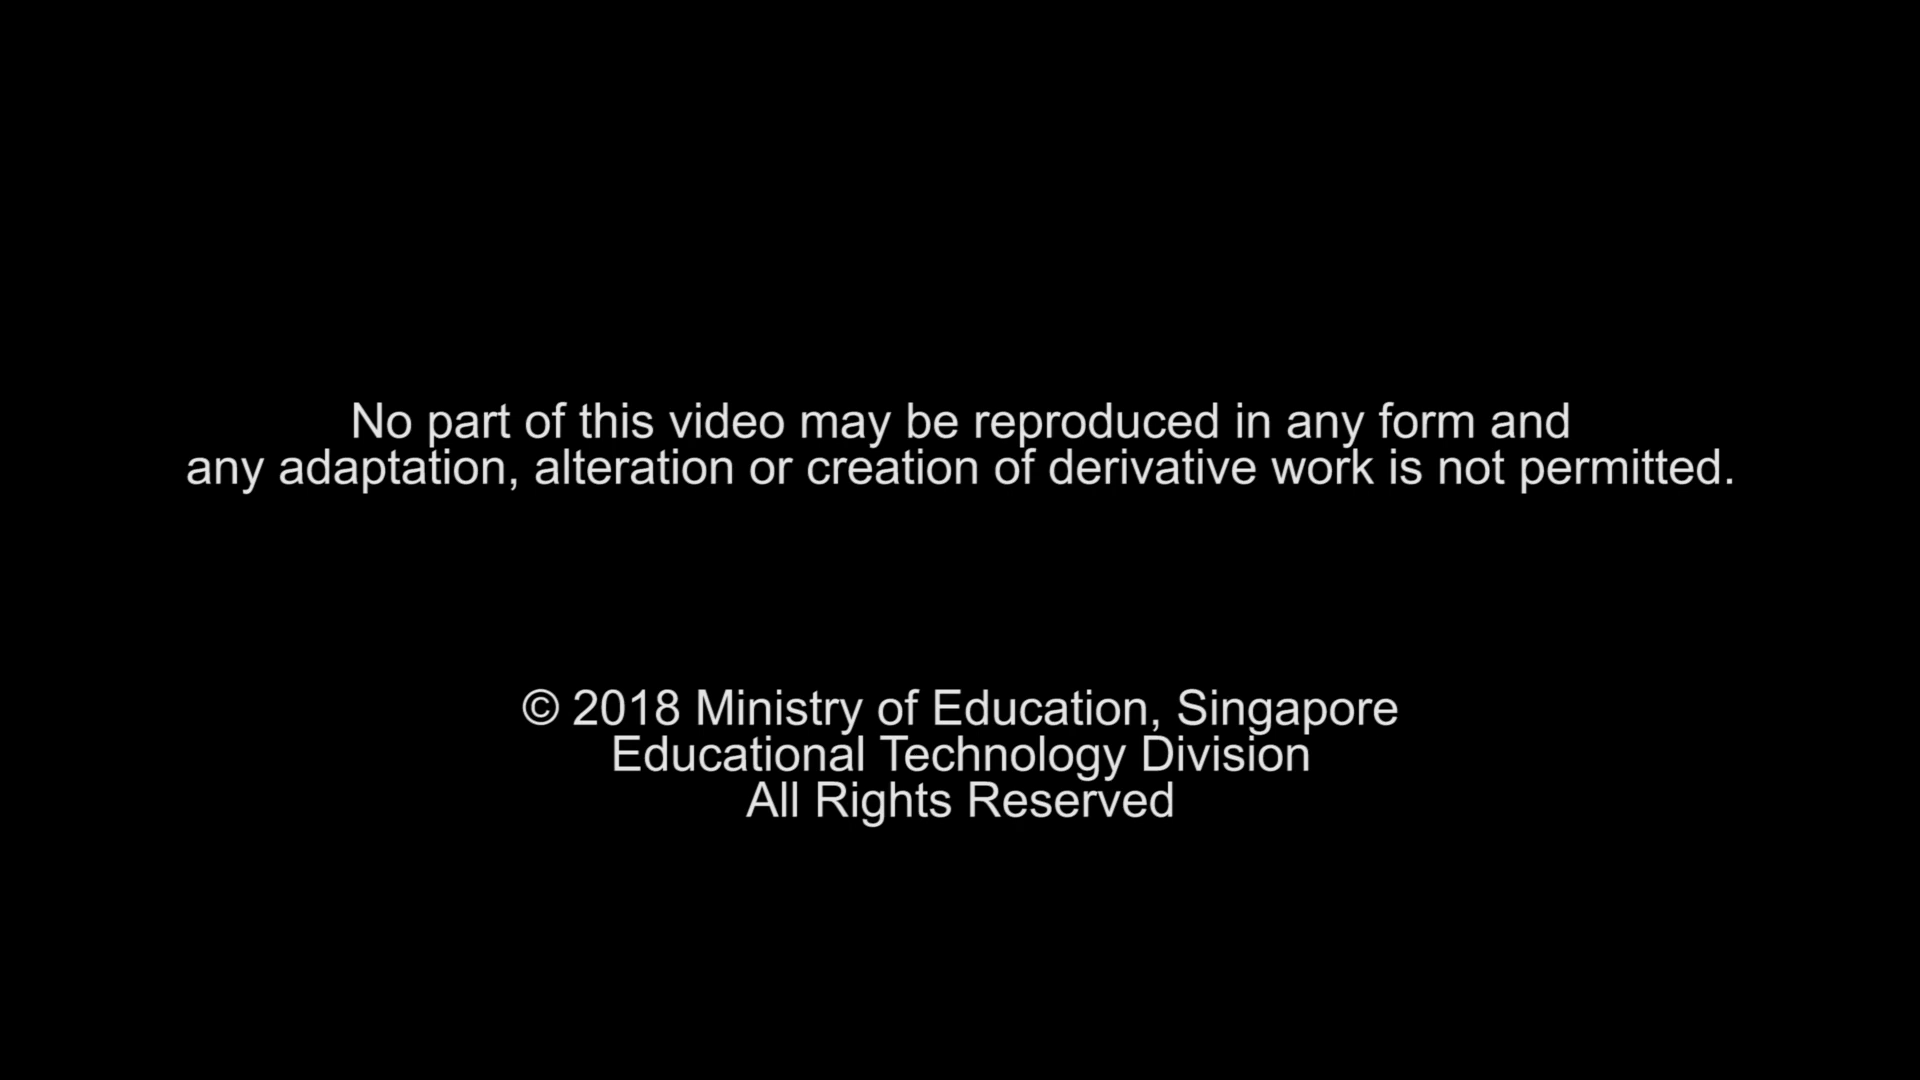 No part of this video may be reproduced in any form and
any adaptation, alteration or creation of derivative work is not permitted.
© 2018 Ministry of Education, Singapore
Educational Technology Division
All Rights Reserved